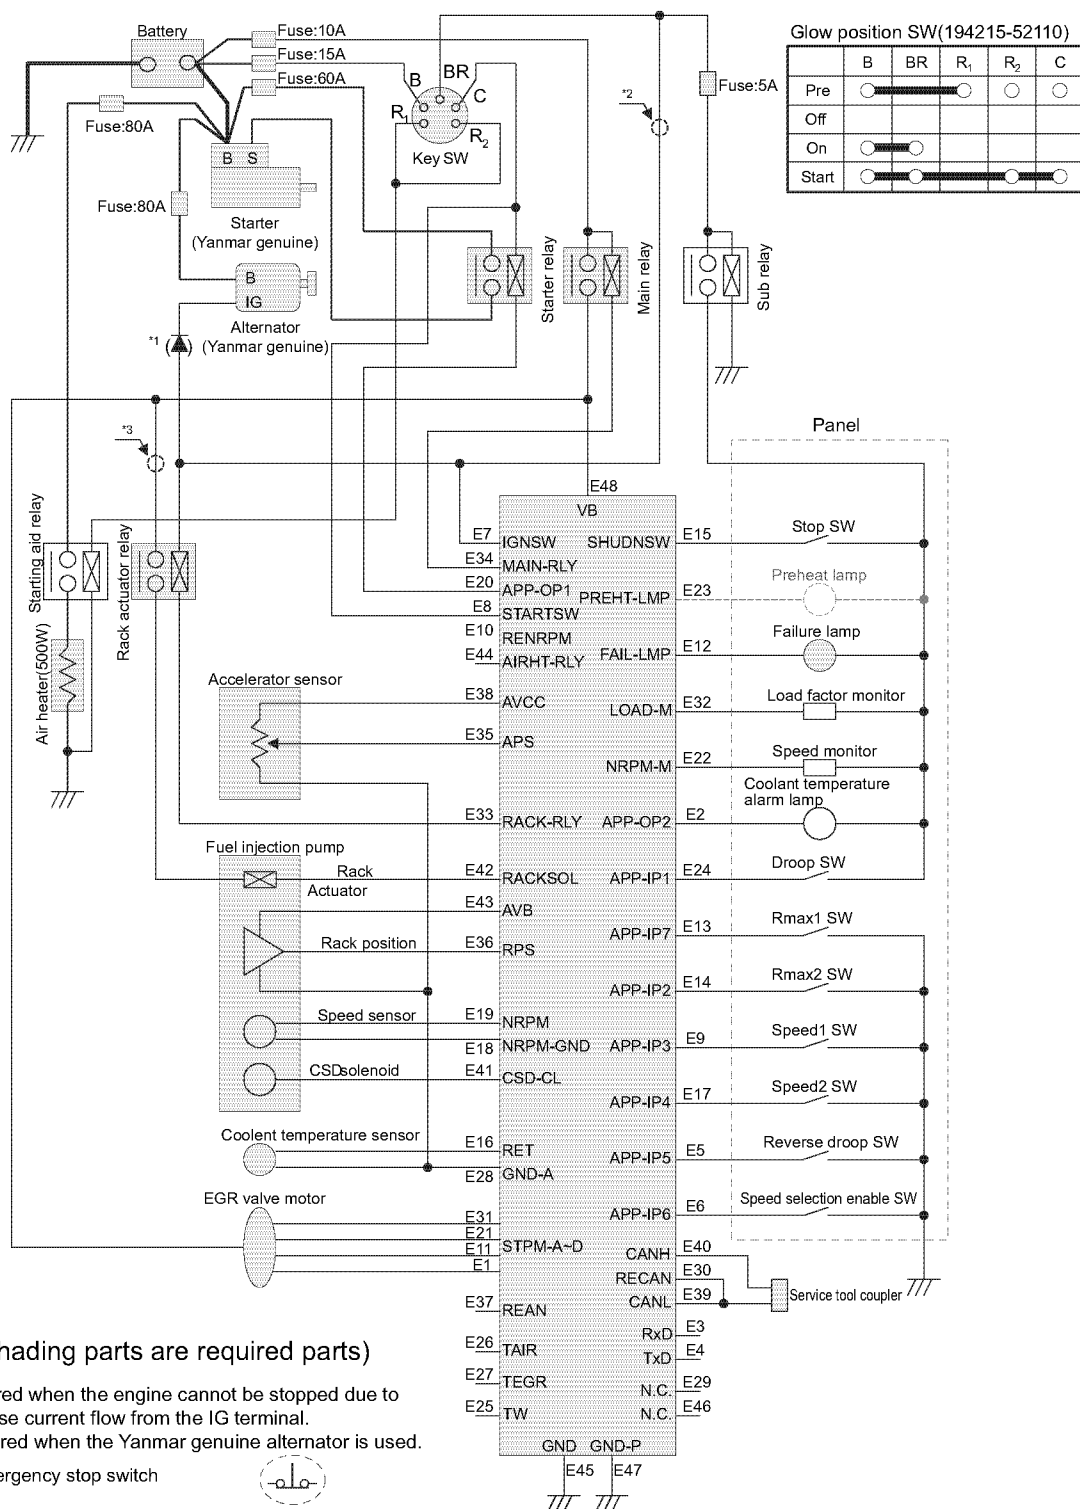 Battery
Fuse:10A
Fuse:15A
Fuse:60A
Fuse:80A
Fuse:80A
B S
Starter
(Yanmar genuine)
B
IG
Alternator
(Yanmar genuine)
*1
B
BR
C
R1
R2
Key SW
*2
Fuse:5A
Glow position SW(194215-52110)
B BR R1 R2 C
Pre
Off
On
Start
Starter relay
Main relay
Sub relay
*3
Starting aid relay
Rack actuator relay
Air heater(500W)
Panel
E48
VB
E7 IGNSW
E34 MAIN-RLY
E20 APP-OP1
E8 STARTSW
E10 RENRPM
E44 AIRHT-RLY
Accelerator sensor
E38 AVCC
E35 APS
E33 RACK-RLY
Fuel injection pump
Rack
Actuator
E42 RACKSOL
E43 AVB
Rack position
E36 RPS
Speed sensor
E19 NRPM
E18 NRPM-GND
CSDsolenoid
E41 CSD-CL
Coolent temperature sensor
E16 RET
E28 GND-A
EGR valve motor
E31
E21
E11
E1
STPM-A~D
E37 REAN
E26 TAIR
E27 TEGR
E25 TW
SHUDNSW E15 Stop SW
PREHT-LMP E23 Preheat lamp
FAIL-LMP E12 Failure lamp
LOAD-M E32 Load factor monitor
NRPM-M E22 Speed monitor
Coolant temperature
alarm lamp
APP-OP2 E2
APP-IP1 E24 Droop SW
APP-IP7 E13 Rmax1 SW
APP-IP2 E14 Rmax2 SW
APP-IP3 E9 Speed1 SW
APP-IP4 E17 Speed2 SW
APP-IP5 E5 Reverse droop SW
APP-IP6 E6 Speed selection enable SW
CANH E40
RECAN E30
CANL E39
Service tool coupler
RxD E3
TxD E4
N.C. E29
N.C. E46
GND GND-P
E45 E47
hading parts are required parts)
red when the engine cannot be stopped due to
se current flow from the IG terminal.
red when the Yanmar genuine alternator is used.
ergency stop switch